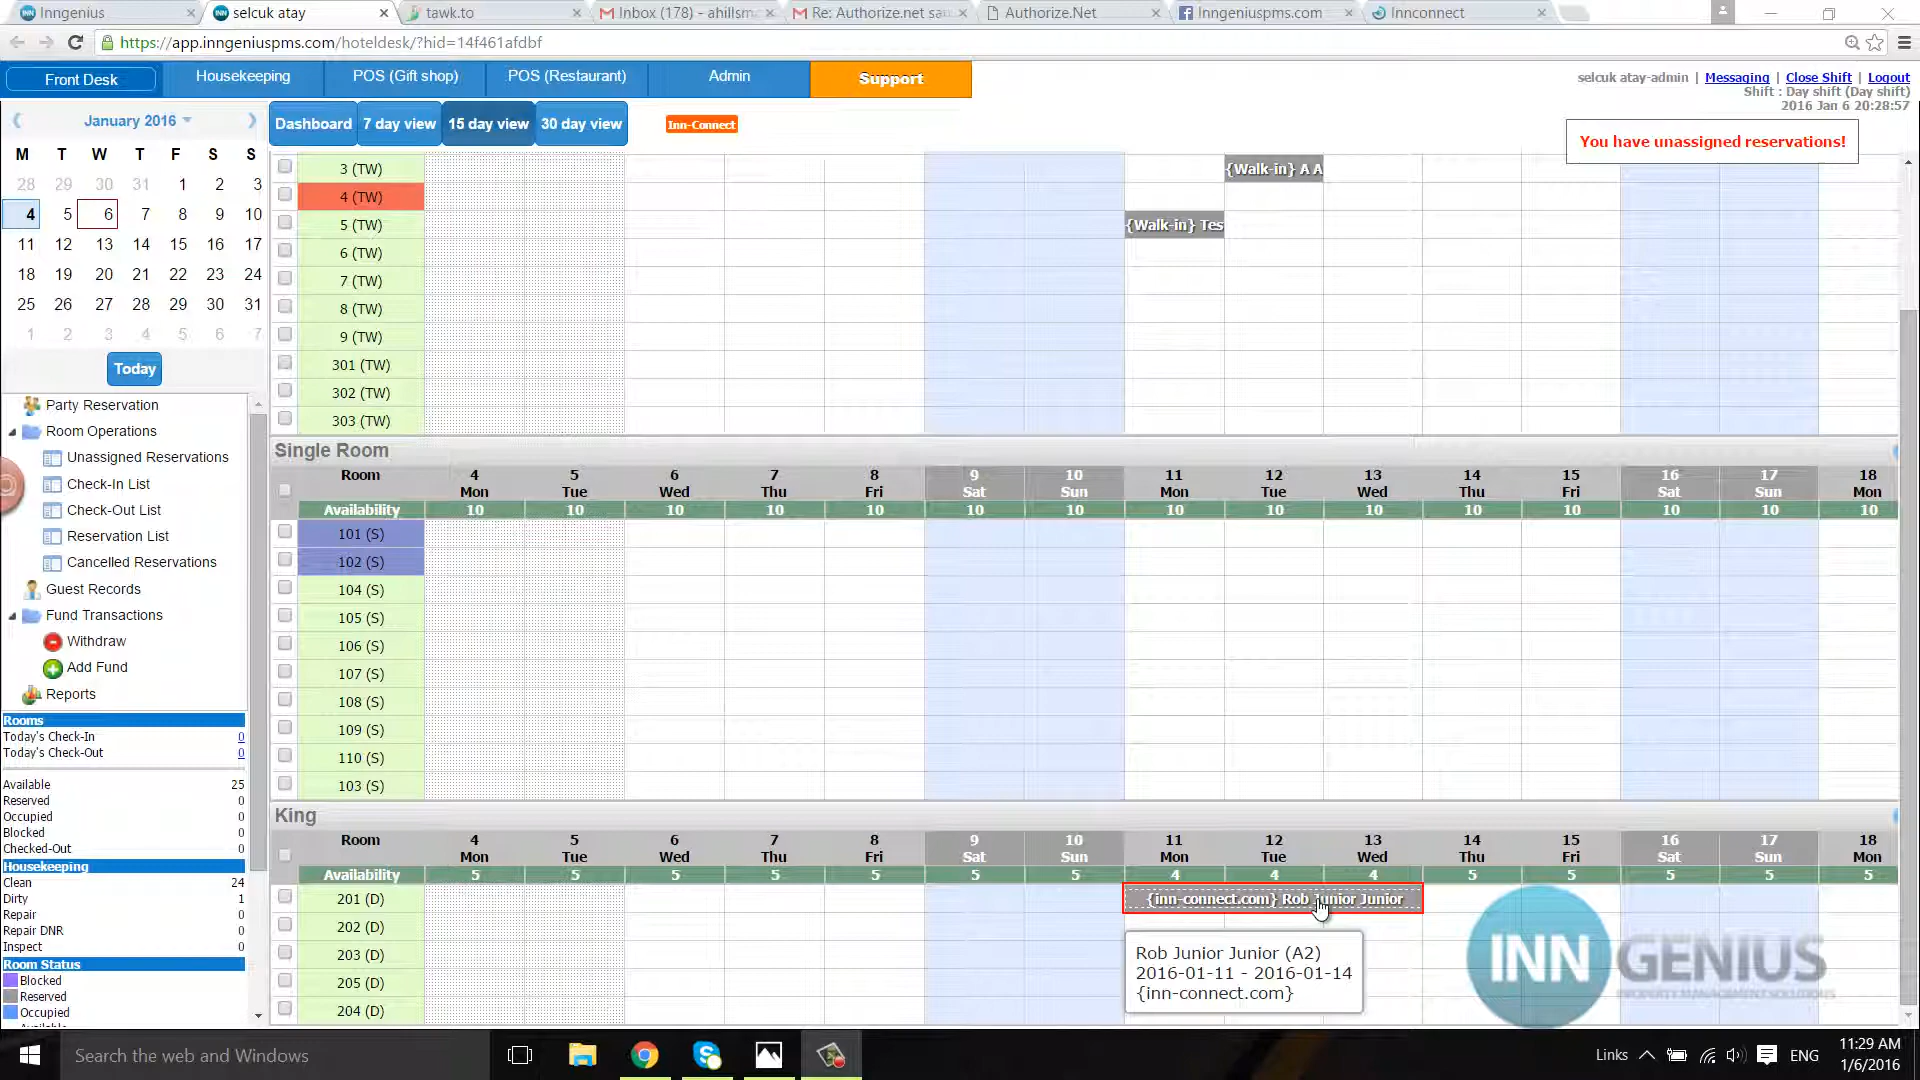 Inngenius
selcuk atay
tawk.to
Inbox (178) - ahillsm
Re: Authorize.net sa
Authorize.Net
Inngeniuspms.com
Innconnect
https://app.inngeniuspms.com/hoteldesk/?hid=14f461afdbf
Front Desk
Housekeeping
POS (Gift shop)
POS (Restaurant)
Admin
Support
selcuk atay-admin | Messaging | Close Shift | Logout
Shift : Day shift (Day shift)
2016 Jan 6 20:28:57
January 2016
Dashboard
7 day view
15 day view
30 day view
Inn-Connect
You have unassigned reservations!
M T W T F S S
28 29 30 31 1 2 3
4 5 6 7 8 9 10
11 12 13 14 15 16 17
18 19 20 21 22 23 24
25 26 27 28 29 30 31
1 2 3 4 5 6 7
Today
Party Reservation
Room Operations
Unassigned Reservations
Check-In List
Check-Out List
Reservation List
Cancelled Reservations
Guest Records
Fund Transactions
Withdraw
Add Fund
Reports
Rooms
Today's Check-In 0
Today's Check-Out 0
Available 25
Reserved 0
Occupied 0
Blocked 0
Checked-Out 0
Housekeeping
Clean 24
Dirty 1
Repair 0
Repair DNR 0
Inspect 0
Room Status
Blocked
Reserved
Occupied
3 (TW) {Walk-in} A A
4 (TW)
5 (TW) {Walk-in} Tes
6 (TW)
7 (TW)
8 (TW)
9 (TW)
301 (TW)
302 (TW)
303 (TW)
Single Room
Room 4 5 6 7 8 9 10 11 12 13 14 15 16 17 18
Mon Tue Wed Thu Fri Sat Sun Mon Tue Wed Thu Fri Sat Sun Mon
Availability 10 10 10 10 10 10 10 10 10 10 10 10 10 10 10
101 (S)
102 (S)
104 (S)
105 (S)
106 (S)
107 (S)
108 (S)
109 (S)
110 (S)
103 (S)
King
Room 4 5 6 7 8 9 10 11 12 13 14 15 16 17 18
Mon Tue Wed Thu Fri Sat Sun Mon Tue Wed Thu Fri Sat Sun Mon
Availability 5 5 5 5 5 5 5 4 4 4 5 5 5 5 5
201 (D) {inn-connect.com} Rob Junior Junior
202 (D)
203 (D)
205 (D)
204 (D)
Rob Junior Junior (A2)
2016-01-11 - 2016-01-14
{inn-connect.com}
INNGENIUS
PROPERTY MANAGEMENT SOLUTIONS
Search the web and Windows
Links
ENG
11:29 AM
1/6/2016